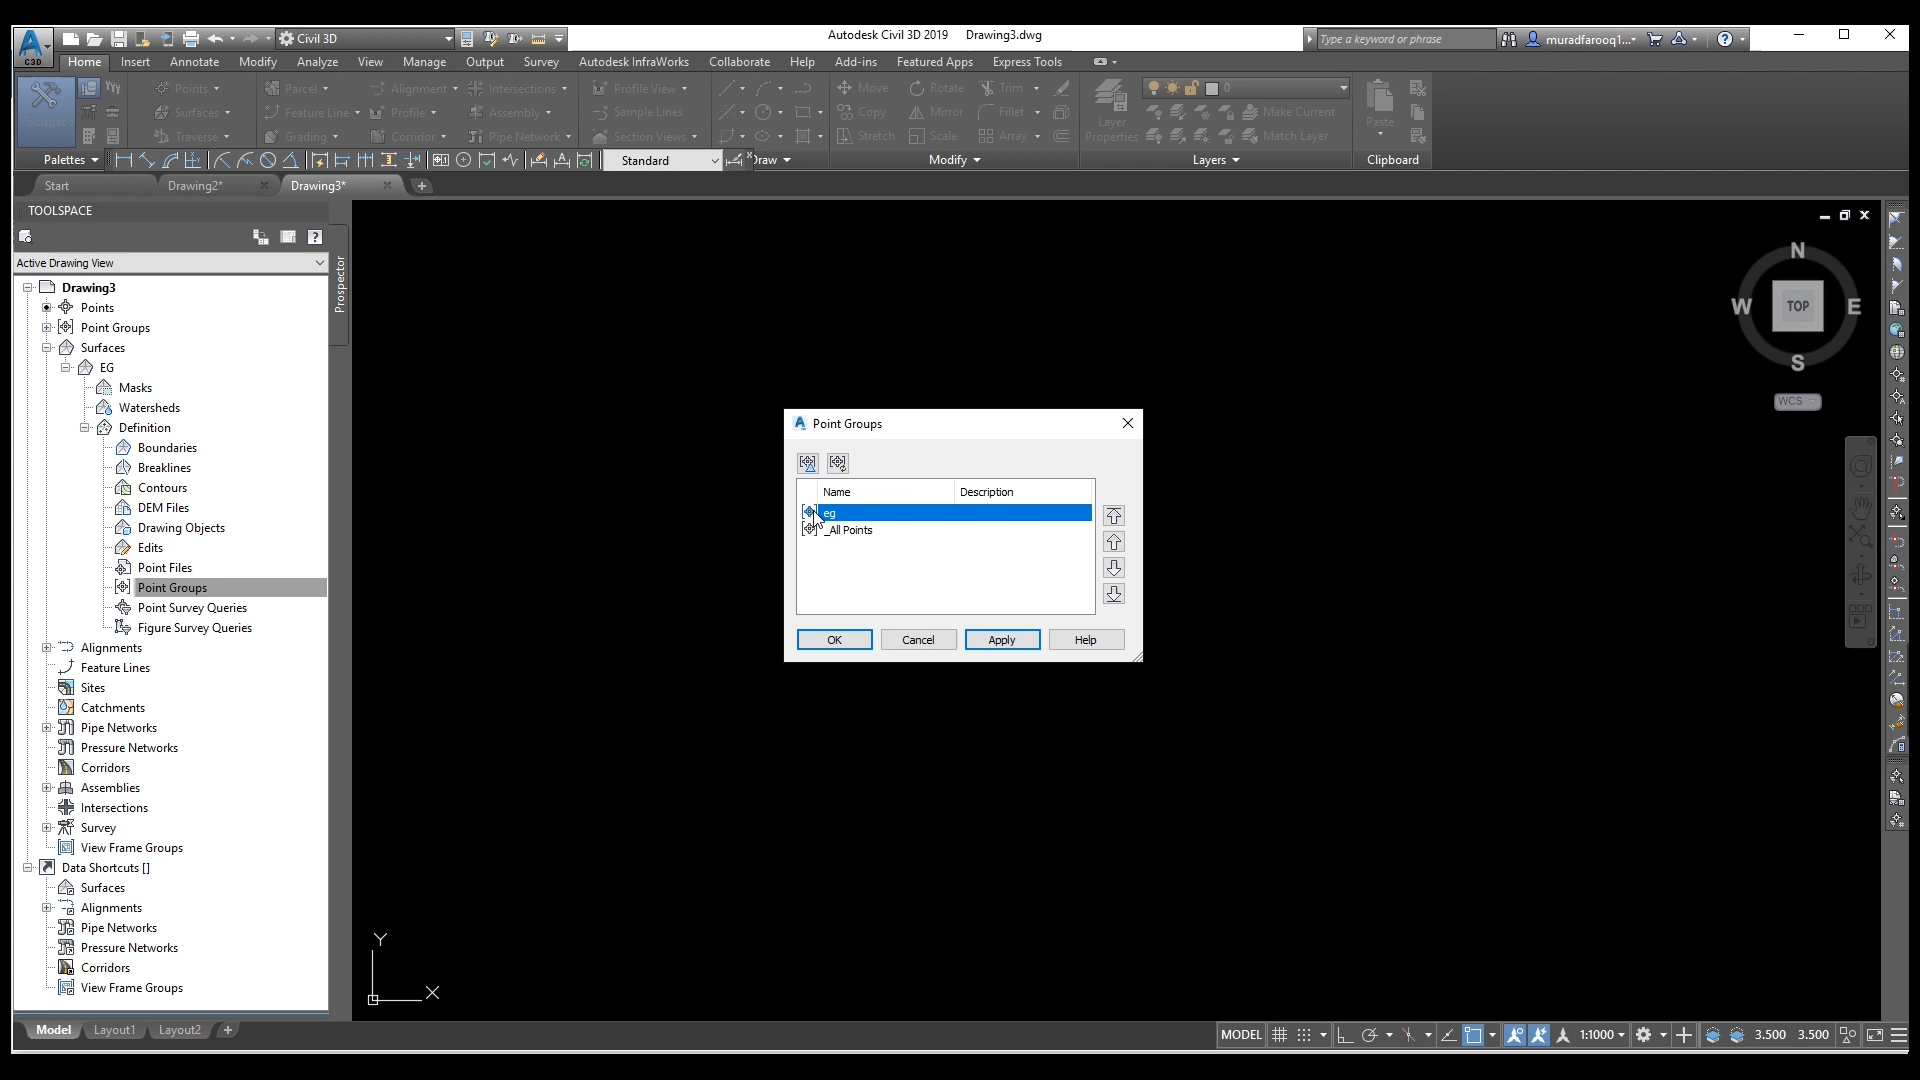 Civil 3D
Autodesk Civil 3D 2019 Drawing3.dwg
Type a keyword or phrase
muradfarooq1...
C3D
Home Insert Annotate Modify Analyze View Manage Output Survey Autodesk InfraWorks Collaborate Help Add-ins Featured Apps Express Tools
Points Parcel Alignment Intersections Profile View Move Rotate Trim 0
Toolspace Surfaces Feature Line Profile Assembly Sample Lines Copy Mirror Fillet Layer Properties Make Current Paste
Traverse Grading Corridor Pipe Network Section Views Stretch Scale Array Match Layer
Palettes Standard Draw Modify Layers Clipboard
Start Drawing2* Drawing3*
TOOLSPACE
Active Drawing View
Prospector
Drawing3
Points
Point Groups
Surfaces
EG
Masks
Watersheds
Definition
Boundaries
Breaklines
Contours
DEM Files
Drawing Objects
Edits
Point Files
Point Groups
Point Survey Queries
Figure Survey Queries
Alignments
Feature Lines
Sites
Catchments
Pipe Networks
Pressure Networks
Corridors
Assemblies
Intersections
Survey
View Frame Groups
Data Shortcuts []
Surfaces
Alignments
Pipe Networks
Pressure Networks
Corridors
View Frame Groups
Point Groups
Name Description
eg
_All Points
OK Cancel Apply Help
N
W TOP E
S
WCS
Y
X
Model Layout1 Layout2
MODEL 1:1000 3.500 3.500